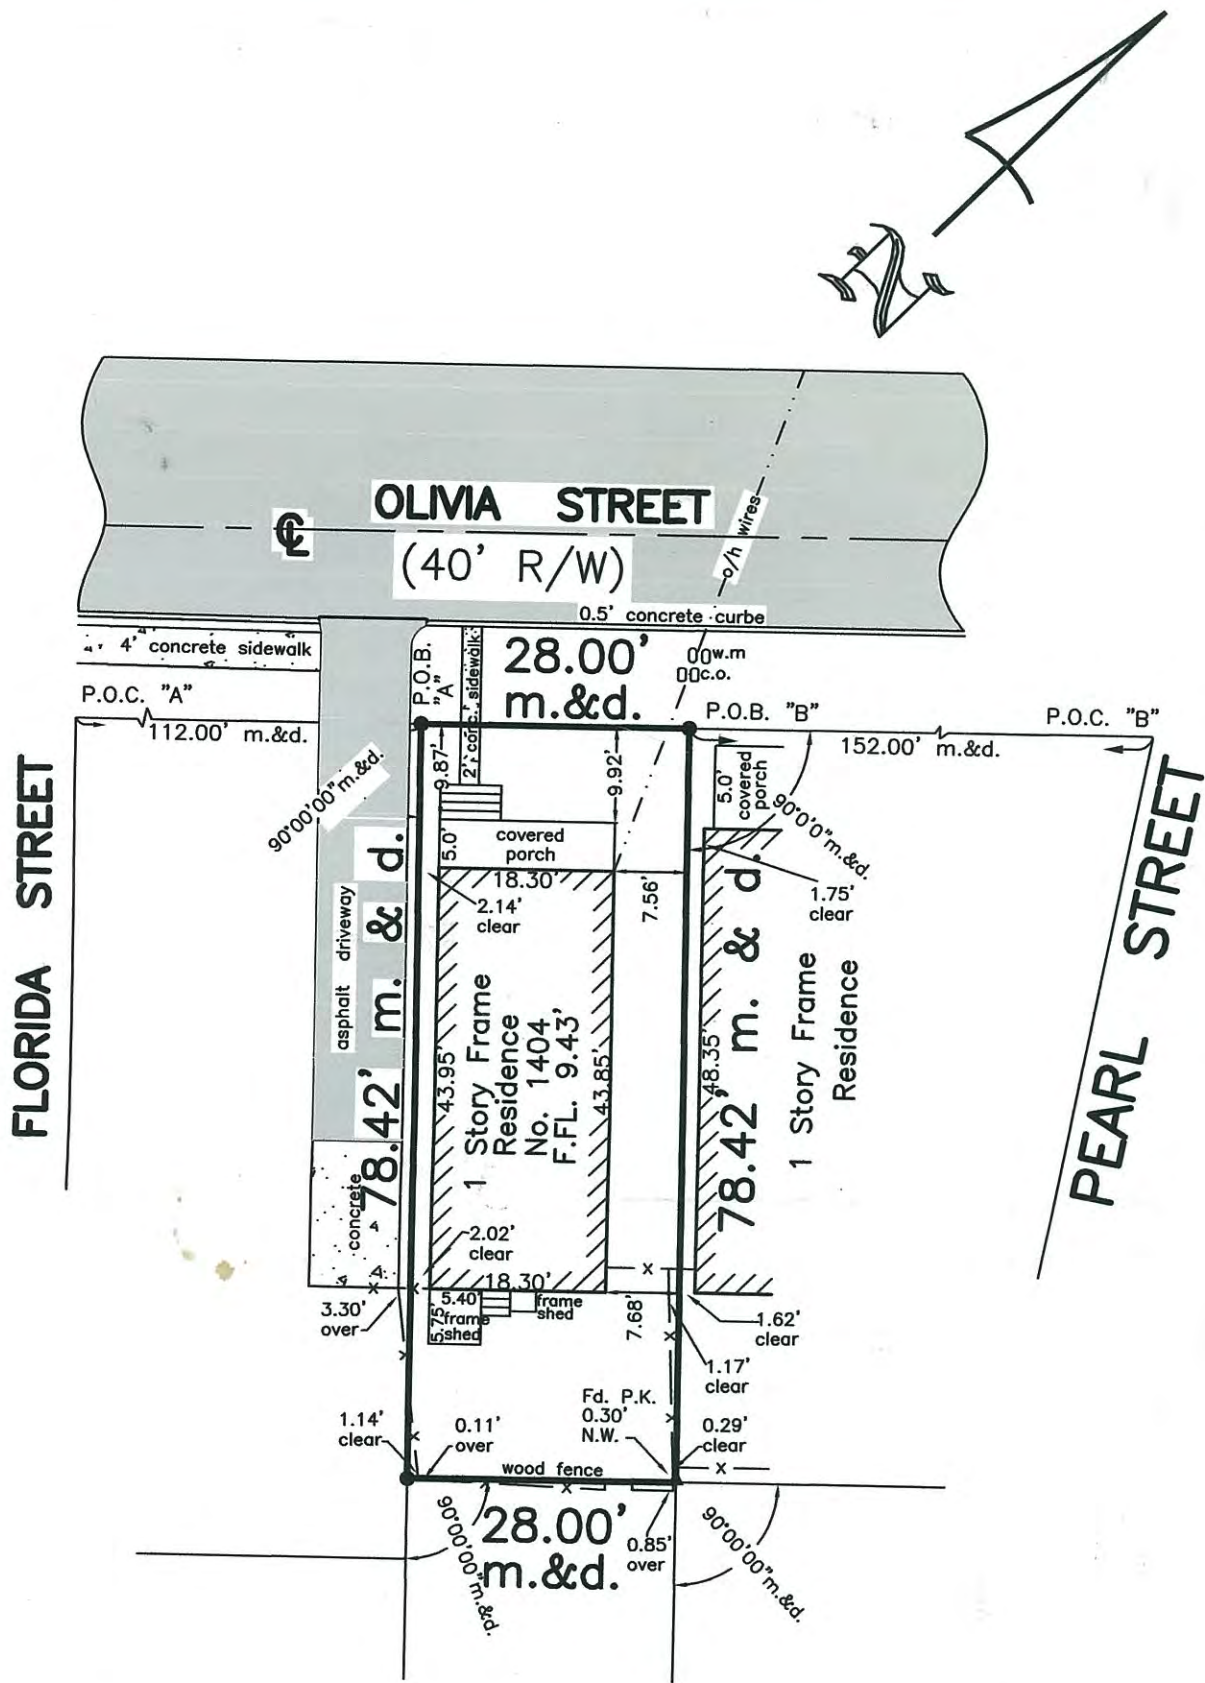 N
OLIVIA STREET
℄
(40' R/W)
o/h wires
0.5' concrete curbe
4' concrete sidewalk
P.O.B.
"A"
2' conc. sidewalk
28.00'
m.&d.
w.m
c.o.
P.O.C. "A"
P.O.B. "B"
P.O.C. "B"
112.00' m.&d.
152.00' m.&d.
FLORIDA STREET
PEARL STREET
90°00'00"m.&d.
9.87'
9.92'
5.0'
covered
porch
90°0'0"m.&d.
5.0'
covered
porch
18.30'
2.14'
clear
7.56'
1.75'
clear
asphalt driveway
78.42' m. & d.
43.95'
1 Story Frame
Residence
No. 1404
F.FL. 9.43'
43.85'
48.35'
78.42' m. & d.
1 Story Frame
Residence
concrete
2.02'
clear
18.30'
5.40'
frame
shed
5.75'
frame
shed
7.68'
3.30'
over
1.62'
clear
1.17'
clear
Fd. P.K.
0.30'
N.W.
1.14'
clear
0.11'
over
0.29'
clear
wood fence
28.00'
m.&d.
0.85'
over
90°00'00"m.&d.
90°00'00"m.&d.